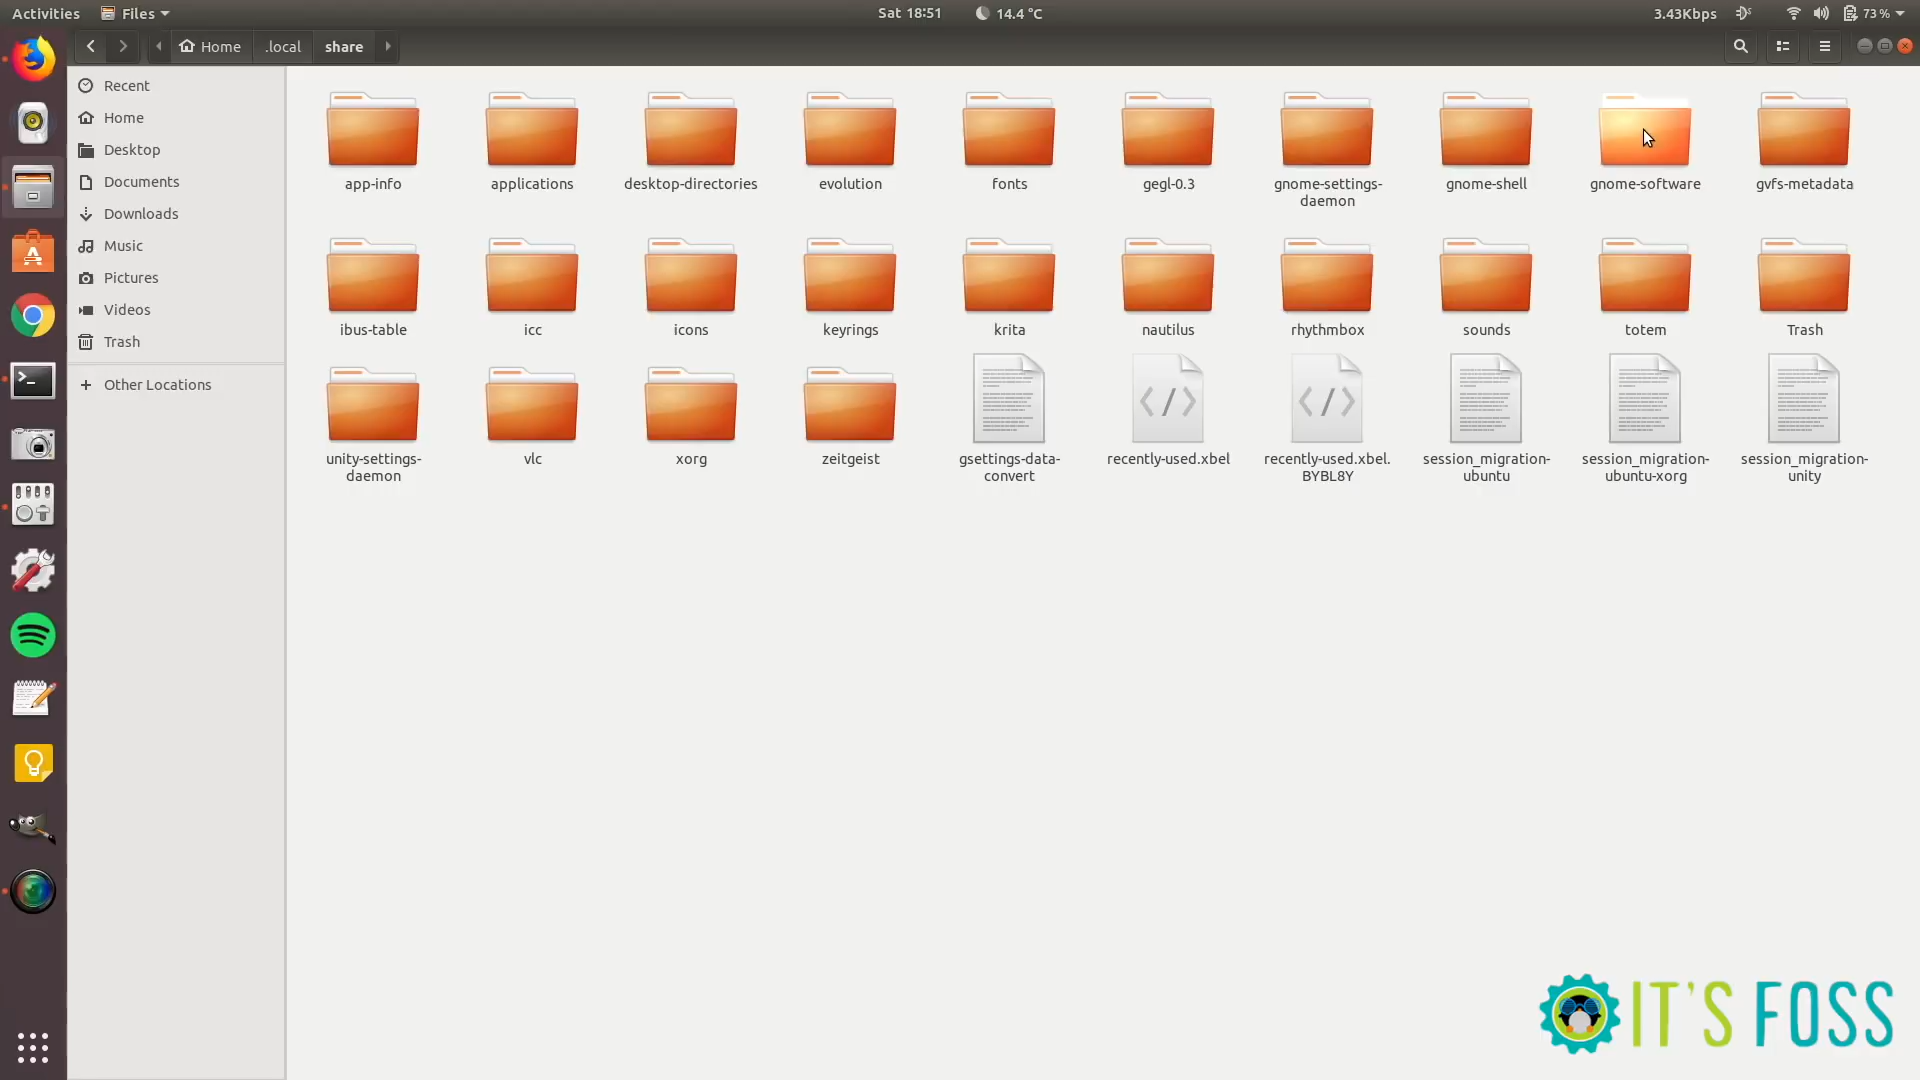 Activities Files Sat 18:51 14.4 °C 3.43Kbps 73 %
Home .local share
Recent
Home
Desktop
Documents
Downloads
Music
Pictures
Videos
Trash
Other Locations
app-info applications desktop-directories evolution fonts gegl-0.3 gnome-settings- gnome-shell gnome-software gvfs-metadata
daemon
ibus-table icc icons keyrings krita nautilus rhythmbox sounds totem Trash
unity-settings- vlc xorg zeitgeist gsettings-data- recently-used.xbel recently-used.xbel. session_migration- session_migration- session_migration-
daemon convert BYBL8Y ubuntu ubuntu-xorg unity
IT'S FOSS